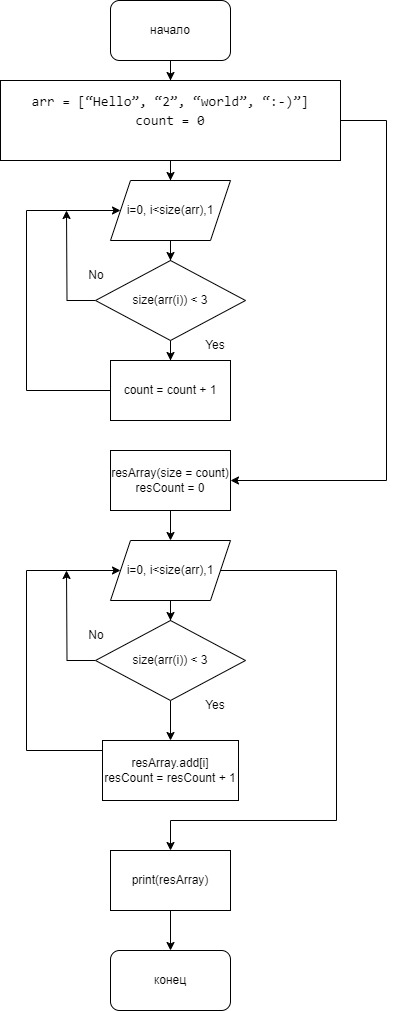 начало
arr = [“Hello”, “2”, “world”, “:-)”]
count = 0
i=0, i<size(arr),1
No
size(arr(i)) < 3
Yes
count = count + 1
resArray(size = count)
resCount = 0
i=0, i<size(arr),1
No
size(arr(i)) < 3
Yes
resArray.add[i]
resCount = resCount + 1
print(resArray)
конец